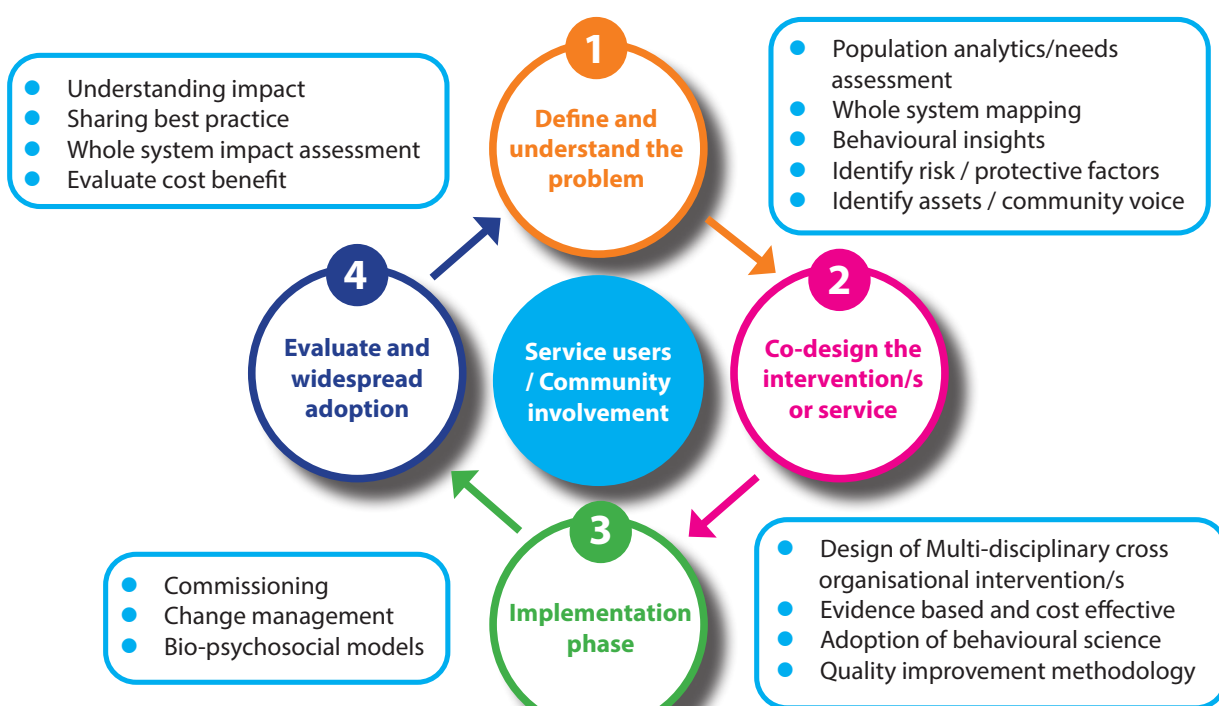 1
Define and
understand the
problem
Population analytics/needs
assessment
Whole system mapping
Behavioural insights
Identify risk / protective factors
Identify assets / community voice
2
Co-design the
intervention/s
or service
Design of Multi-disciplinary cross
organisational intervention/s
Evidence based and cost effective
Adoption of behavioural science
Quality improvement methodology
3
Implementation
phase
Commissioning
Change management
Bio-psychosocial models
4
Evaluate and
widespread
adoption
Understanding impact
Sharing best practice
Whole system impact assessment
Evaluate cost benefit
Service users
/ Community
involvement